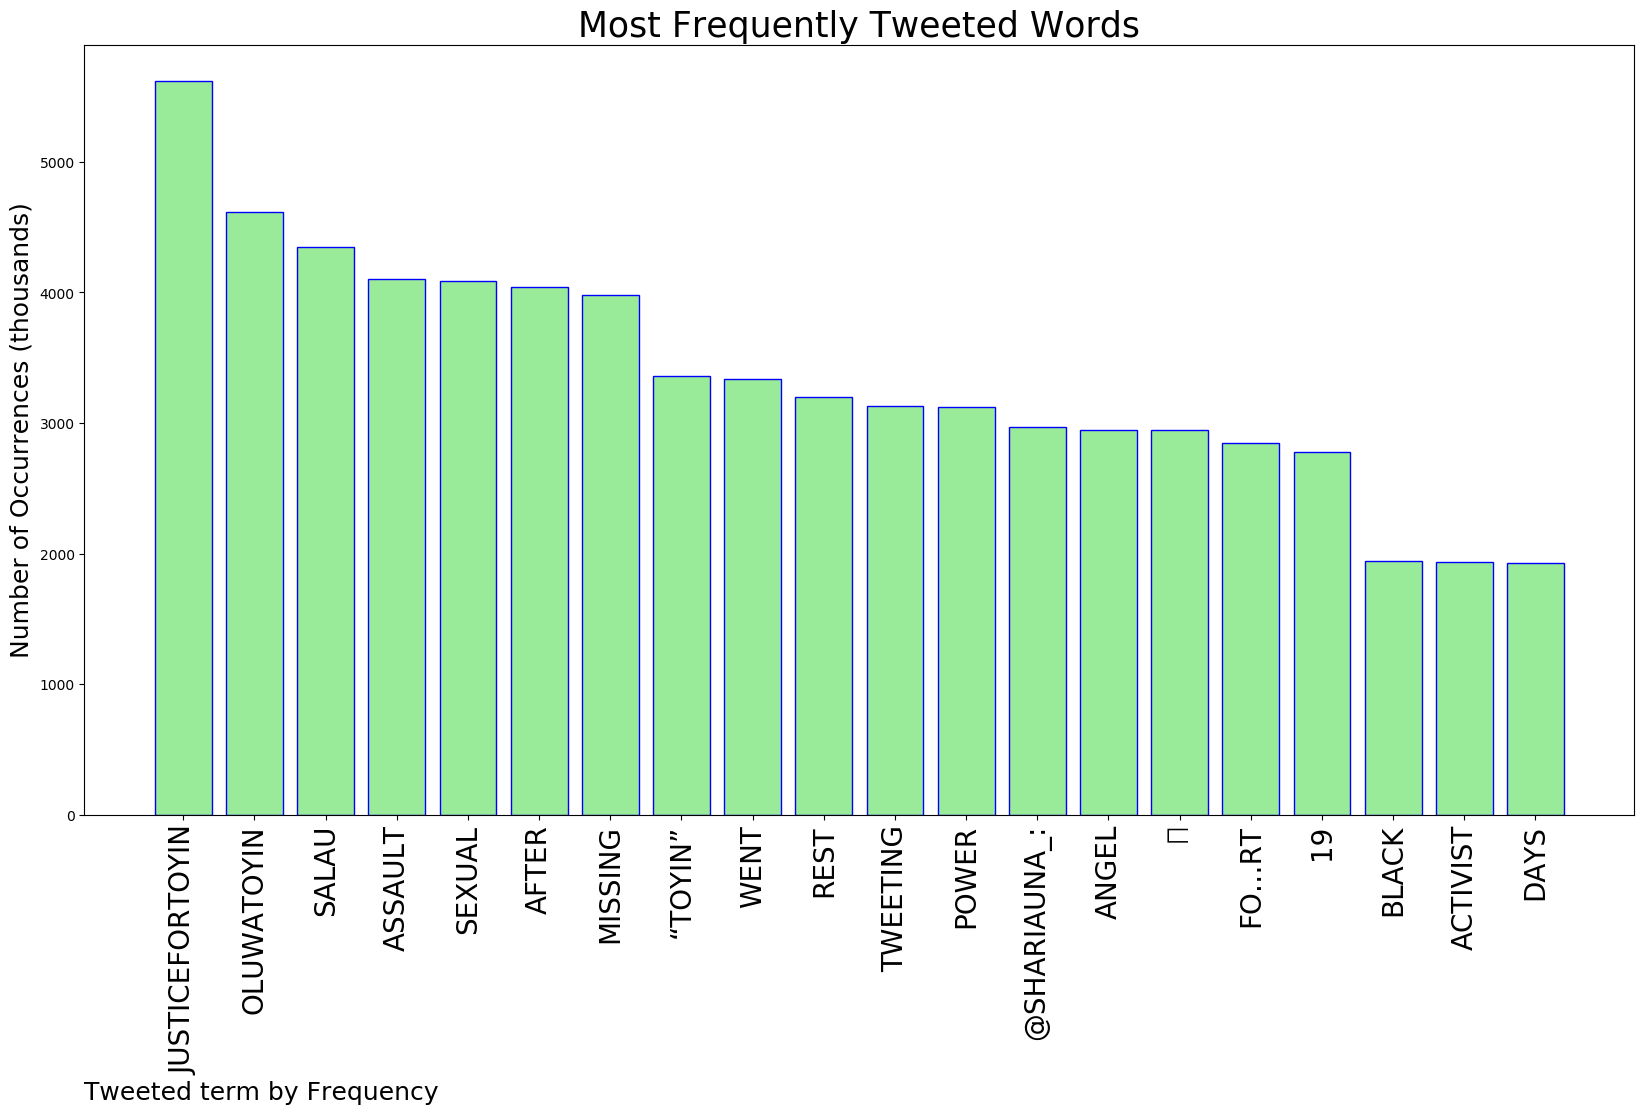 Most Frequently Tweeted Words
Number of Occurrences (thousands)
5000
4000
3000
2000
1000
0
JUSTICEFORTOYIN
OLUWATOYIN
SALAU
ASSAULT
SEXUAL
AFTER
MISSING
“TOYIN”
WENT
REST
TWEETING
POWER
@SHARIAUNA_:
ANGEL
FO…RT
19
BLACK
ACTIVIST
DAYS
Tweeted term by Frequency